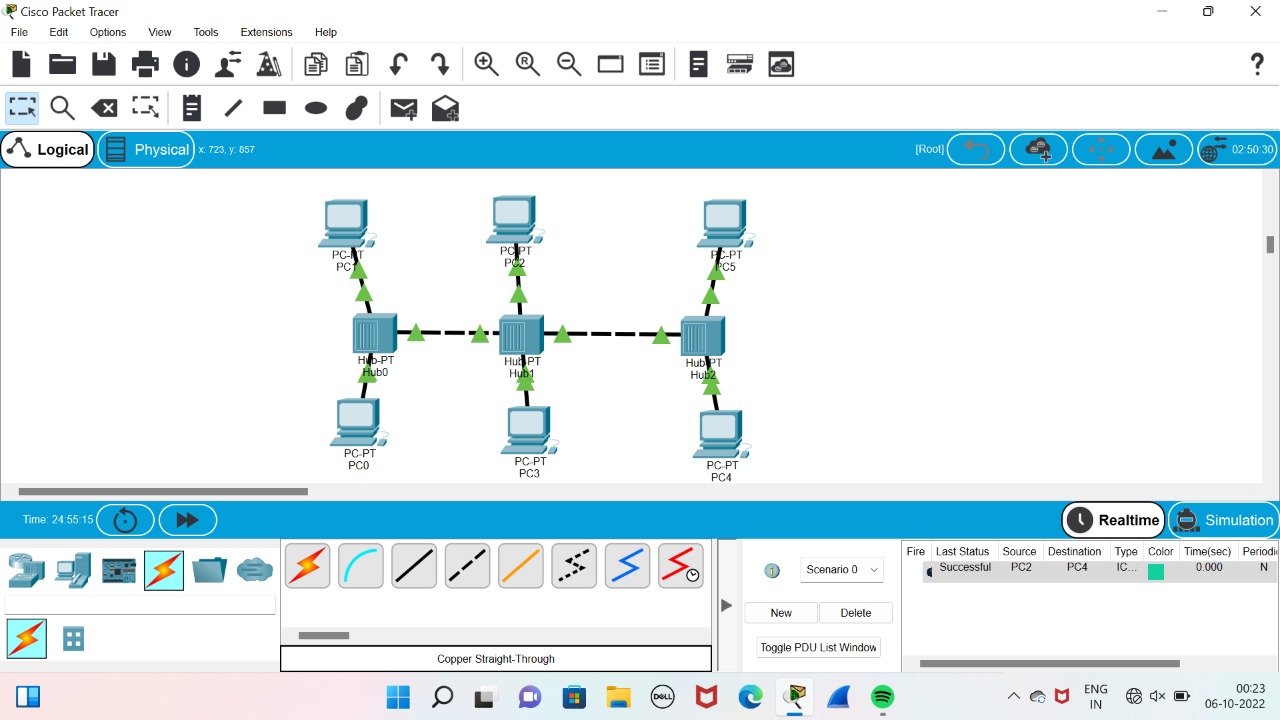 Cisco Packet Tracer
File Edit Options View Tools Extensions Help
Logical Physical x: 723, y: 857 [Root] 02:50:30
PC-PT
PC1
PC-PT
PC2
PC-PT
PC5
Hub-PT
Hub0
Hub-PT
Hub1
Hub-PT
Hub2
PC-PT
PC0
PC-PT
PC3
PC-PT
PC4
Time: 24:55:15 Realtime Simulation
Scenario 0
New Delete
Toggle PDU List Window
Fire Last Status Source Destination Type Color Time(sec) Periodi
Successful PC2 PC4 IC... 0.000 N
Copper Straight-Through
DELL
ENG
IN
00:23
06-10-2022